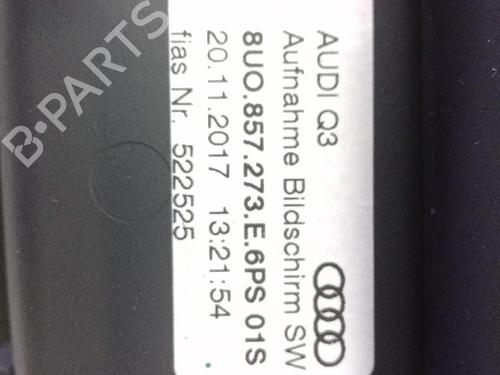 AUDI Q3
Aufnahme Bildschirm SW
8U0.857.273.E.6PS 01S
20.11.2017 13:21:54
fias Nr. 522525
B-PARTS